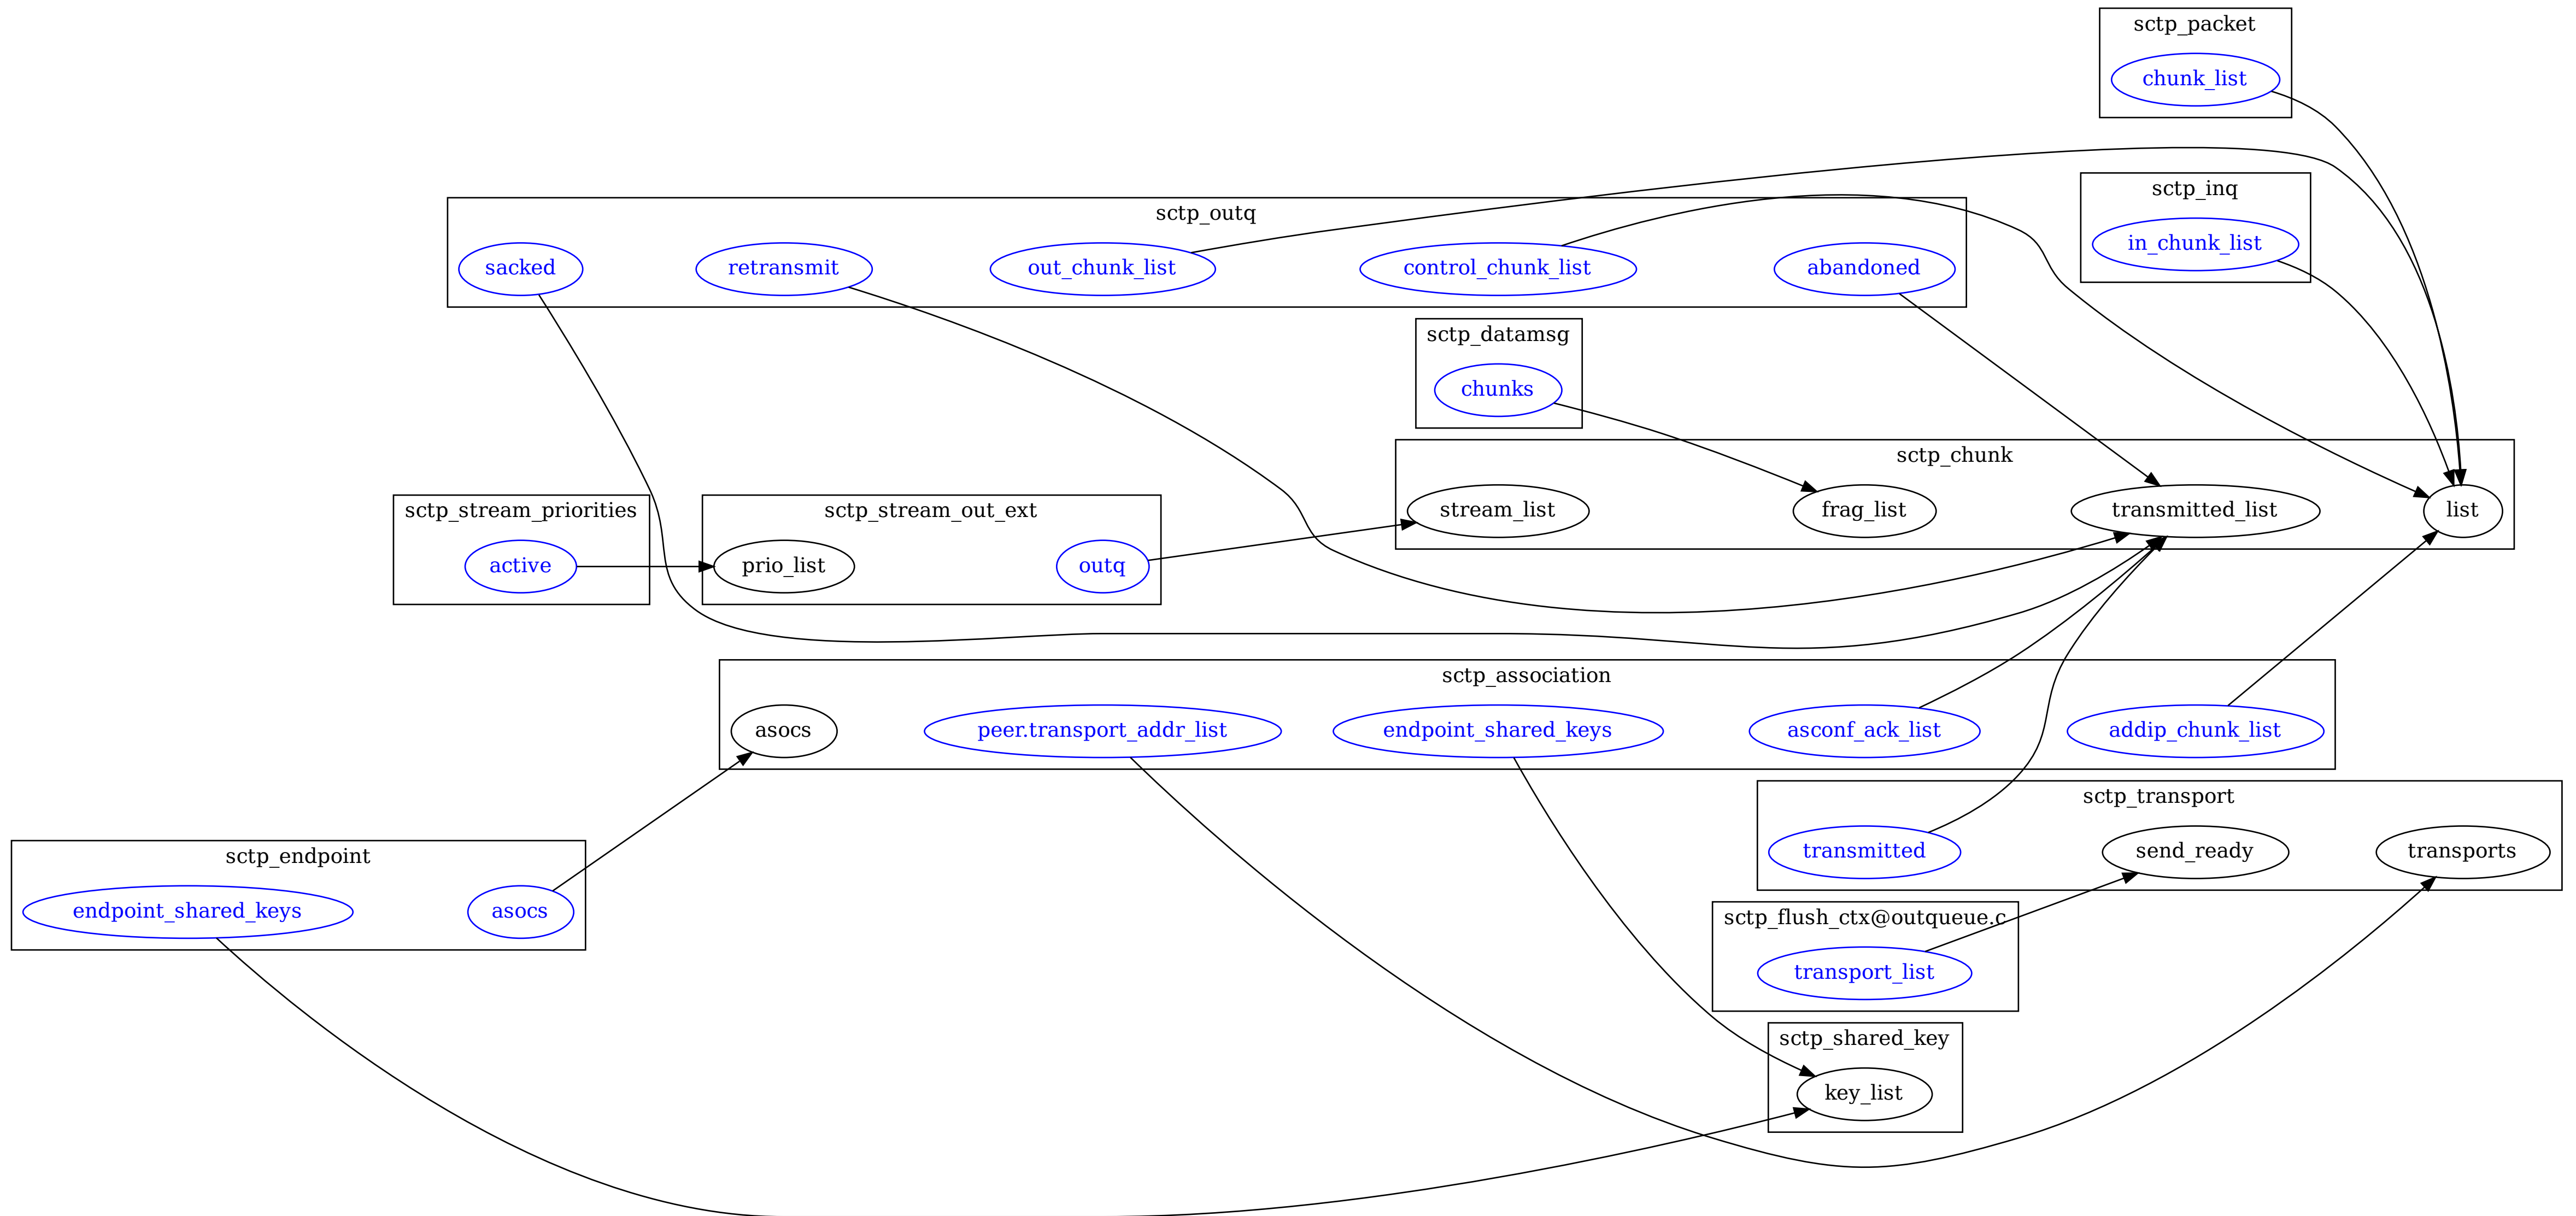 sctp_packet
chunk_list
sctp_inq
in_chunk_list
sctp_outq
sacked
retransmit
out_chunk_list
control_chunk_list
abandoned
sctp_datamsg
chunks
sctp_chunk
stream_list
frag_list
transmitted_list
list
sctp_stream_priorities
active
sctp_stream_out_ext
prio_list
outq
sctp_association
asocs
peer.transport_addr_list
endpoint_shared_keys
asconf_ack_list
addip_chunk_list
sctp_transport
transmitted
send_ready
transports
sctp_endpoint
endpoint_shared_keys
asocs
sctp_flush_ctx@outqueue.c
transport_list
sctp_shared_key
key_list